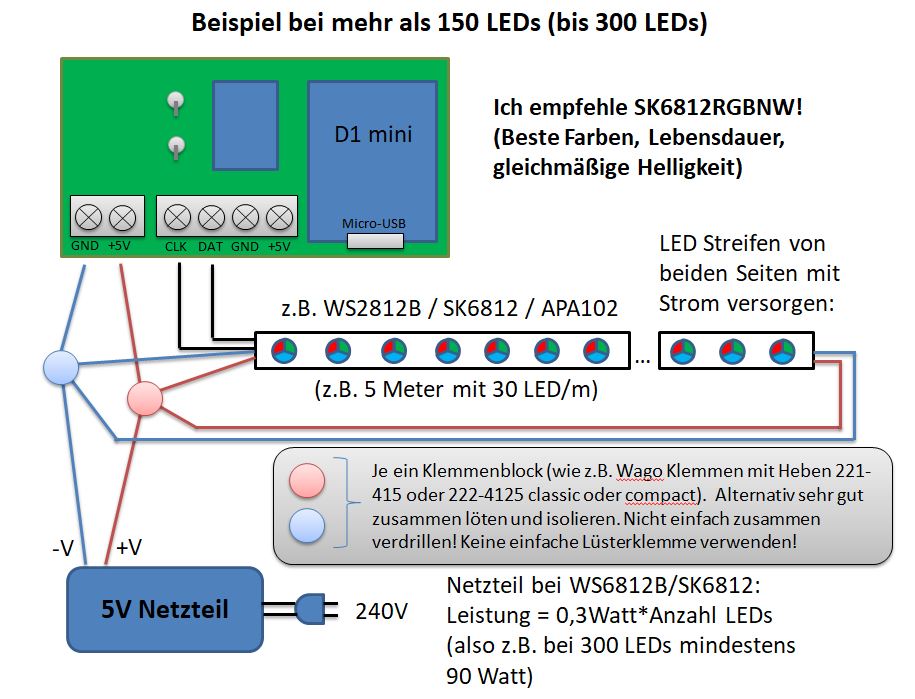 Beispiel bei mehr als 150 LEDs (bis 300 LEDs)
Ich empfehle SK6812RGBNW!
(Beste Farben, Lebensdauer,
gleichmäßige Helligkeit)
D1 mini
Micro-USB
GND +5V CLK DAT GND +5V
LED Streifen von
beiden Seiten mit
Strom versorgen:
z.B. WS2812B / SK6812 / APA102
...
(z.B. 5 Meter mit 30 LED/m)
Je ein Klemmenblock (wie z.B. Wago Klemmen mit Heben 221-
415 oder 222-4125 classic oder compact). Alternativ sehr gut
zusammen löten und isolieren. Nicht einfach zusammen
verdrillen! Keine einfache Lüsterklemme verwenden!
-V +V
5V Netzteil
240V
Netzteil bei WS6812B/SK6812:
Leistung = 0,3Watt*Anzahl LEDs
(also z.B. bei 300 LEDs mindestens
90 Watt)